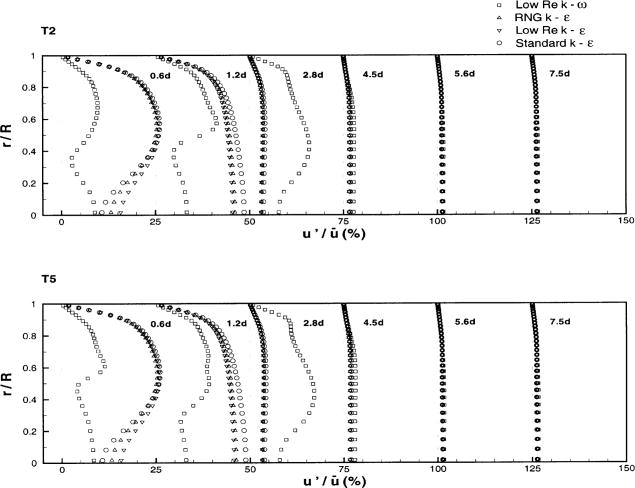 Low Re k - ω
RNG k - ε
Low Re k - ε
Standard k - ε
T2
r/R
1
0.8
0.6
0.4
0.2
0
0.6d 1.2d 2.8d 4.5d 5.6d 7.5d
0 25 50 75 100 125 150
u'/ū (%)
T5
r/R
1
0.8
0.6
0.4
0.2
0
0.6d 1.2d 2.8d 4.5d 5.6d 7.5d
0 25 50 75 100 125 150
u'/ū (%)